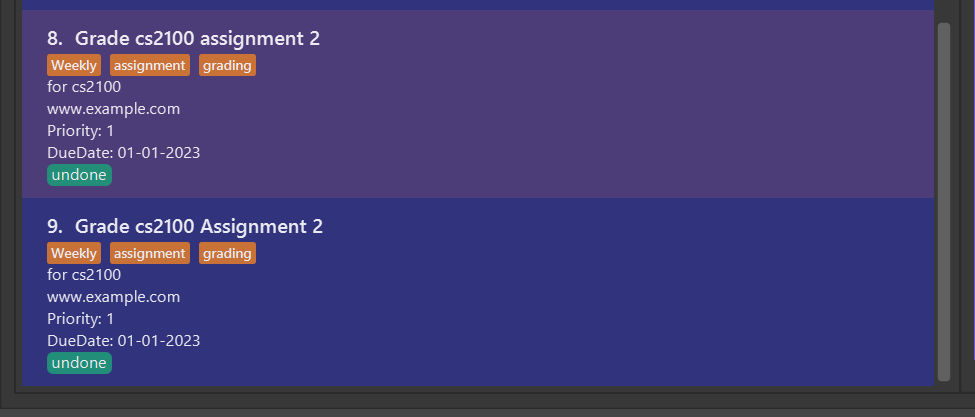 8. Grade cs2100 assignment 2
Weekly assignment grading
for cs2100
www.example.com
Priority: 1
DueDate: 01-01-2023
undone
9. Grade cs2100 Assignment 2
Weekly assignment grading
for cs2100
www.example.com
Priority: 1
DueDate: 01-01-2023
undone